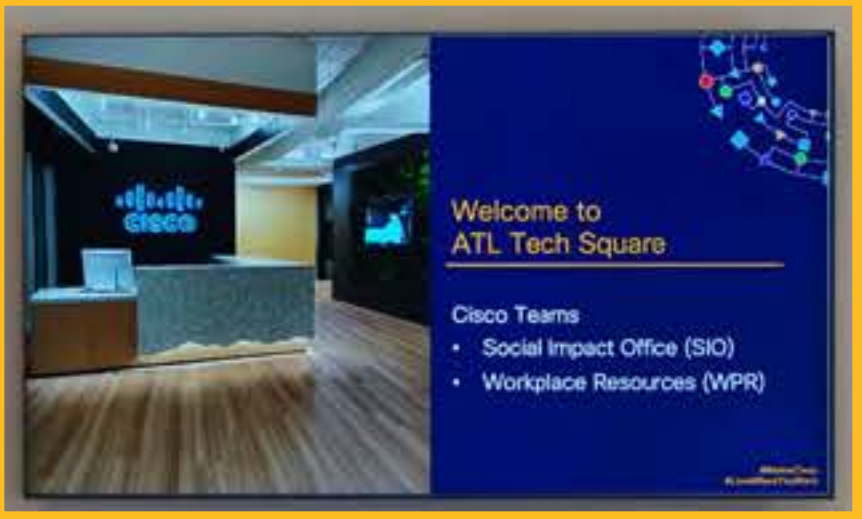 CISCO
Welcome to
ATL Tech Square
Cisco Teams
• Social Impact Office (SIO)
• Workplace Resources (WPR)